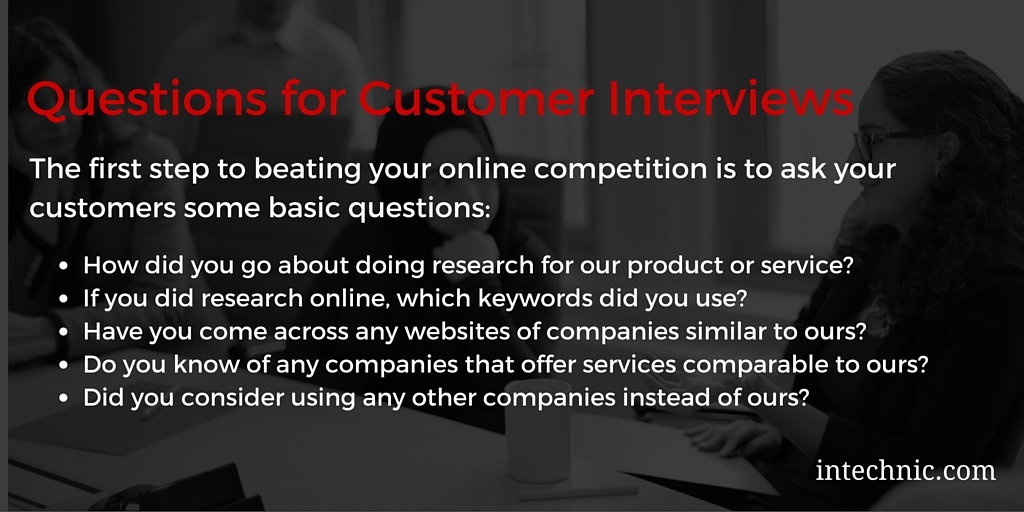 Questions for Customer Interviews
The first step to beating your online competition is to ask your
customers some basic questions:
• How did you go about doing research for our product or service?
• If you did research online, which keywords did you use?
• Have you come across any websites of companies similar to ours?
• Do you know of any companies that offer services comparable to ours?
• Did you consider using any other companies instead of ours?
intechnic.com